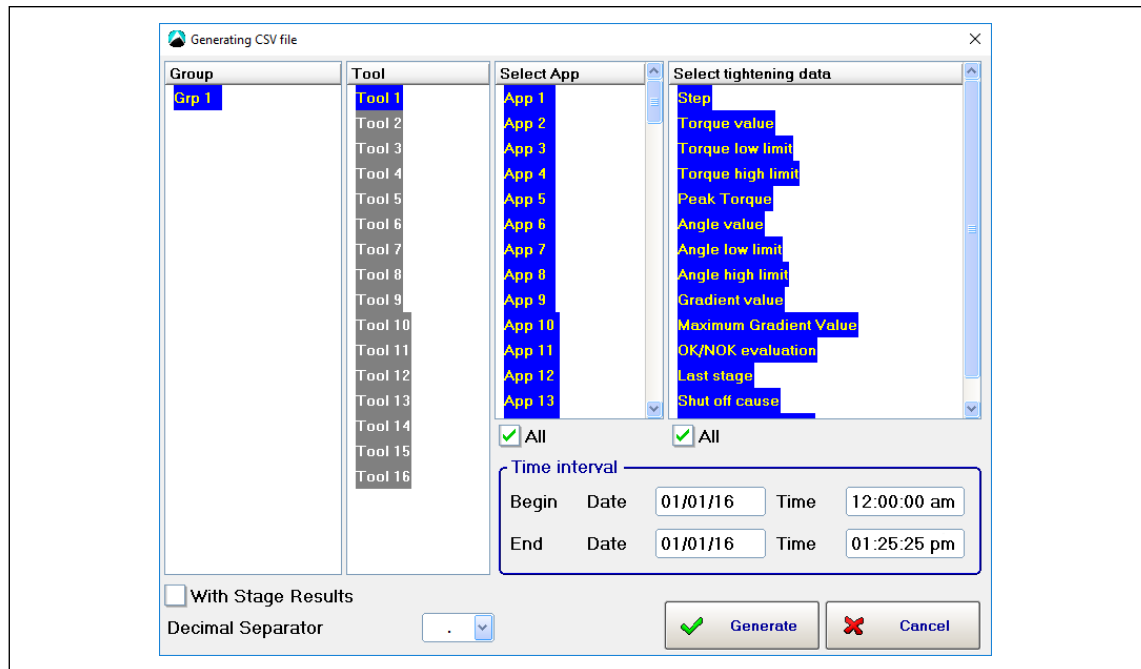 Generating CSV file
Group
Grp 1
Tool
Tool 1
Tool 2
Tool 3
Tool 4
Tool 5
Tool 6
Tool 7
Tool 8
Tool 9
Tool 10
Tool 11
Tool 12
Tool 13
Tool 14
Tool 15
Tool 16
Select App
App 1
App 2
App 3
App 4
App 5
App 6
App 7
App 8
App 9
App 10
App 11
App 12
App 13
All
Select tightening data
Step
Torque value
Torque low limit
Torque high limit
Peak Torque
Angle value
Angle low limit
Angle high limit
Gradient value
Maximum Gradient Value
OK/NOK evaluation
Last stage
Shut off cause
All
Time interval
Begin Date 01/01/16 Time 12:00:00 am
End Date 01/01/16 Time 01:25:25 pm
With Stage Results
Decimal Separator .
Generate Cancel